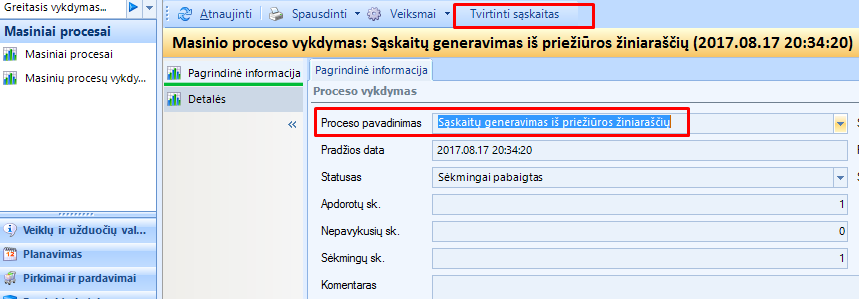 Greitasis vykdymas...
Masiniai procesai
Masiniai procesai
Masinių procesų vykdy...
Veiklų ir užduočių val...
Planavimas
Pirkimai ir pardavimai
Atnaujinti Spausdinti Veiksmai Tvirtinti sąskaitas
Masinio proceso vykdymas: Sąskaitų generavimas iš priežiūros žiniaraščių (2017.08.17 20:34:20)
Pagrindinė informacija
Detalės
Pagrindinė informacija
Proceso vykdymas
Proceso pavadinimas Sąskaitų generavimas iš priežiūros žiniaraščių
Pradžios data 2017.08.17 20:34:20
Statusas Sėkmingai pabaigtas
Apdorotų sk. 1
Nepavykusių sk. 0
Sėkmingų sk. 1
Komentaras